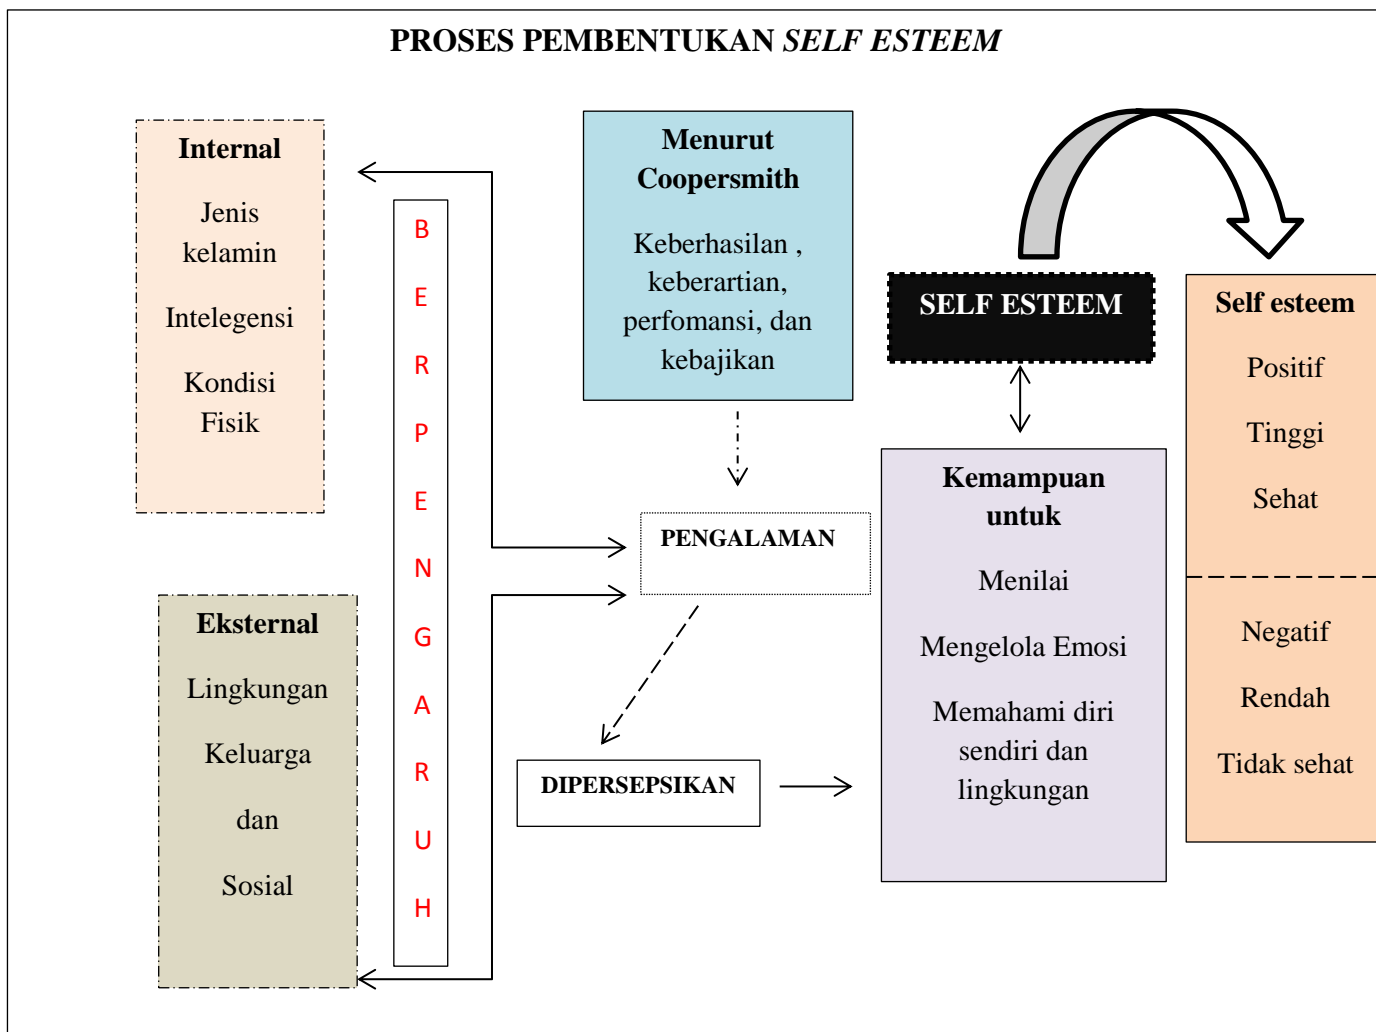 PROSES PEMBENTUKAN SELF ESTEEM
Internal
Jenis
kelamin
Intelegensi
Kondisi
Fisik
Eksternal
Lingkungan
Keluarga
dan
Sosial
B
E
R
P
E
N
G
A
R
U
H
Menurut
Coopersmith
Keberhasilan ,
keberartian,
perfomansi, dan
kebajikan
PENGALAMAN
DIPERSEPSIKAN
SELF ESTEEM
Kemampuan
untuk
Menilai
Mengelola Emosi
Memahami diri
sendiri dan
lingkungan
Self esteem
Positif
Tinggi
Sehat
Negatif
Rendah
Tidak sehat